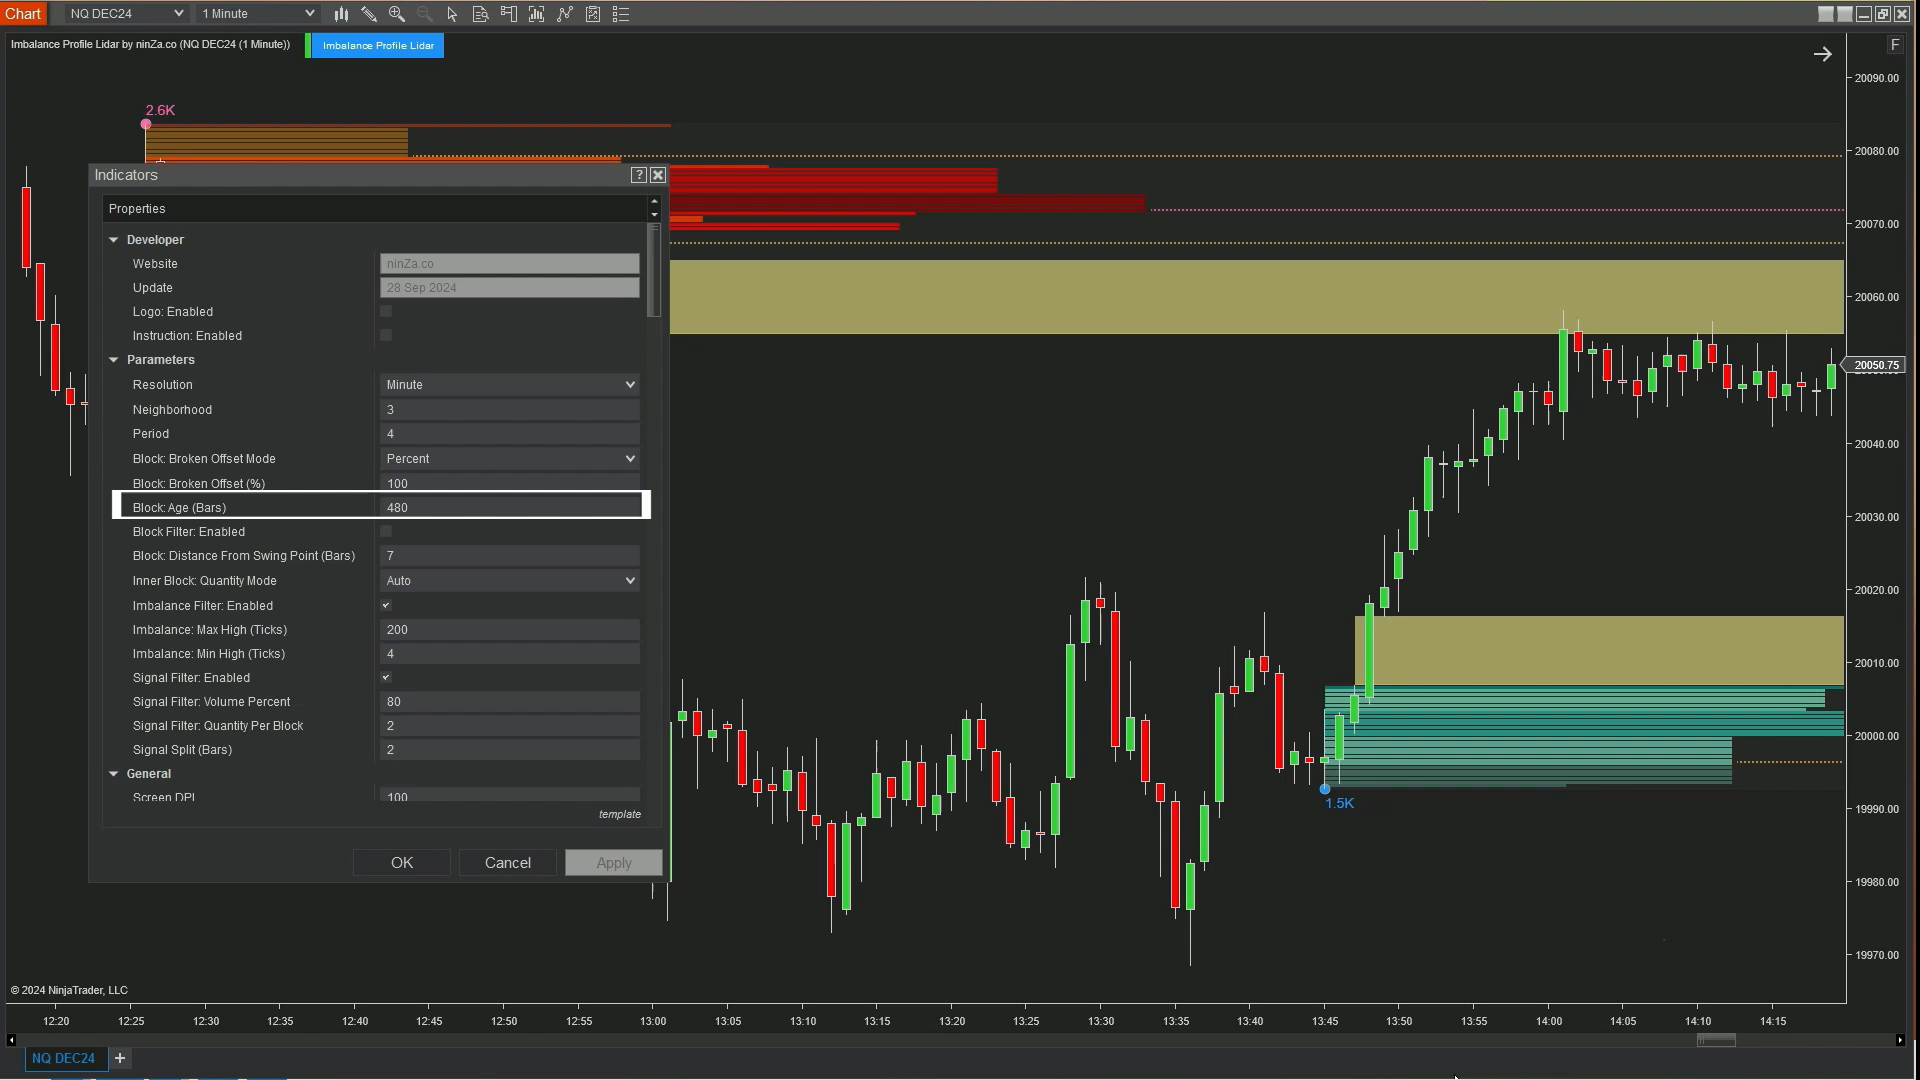 Chart NQ DEC24 1 Minute
Imbalance Profile Lidar by ninZa.co (NQ DEC24 (1 Minute)) Imbalance Profile Lidar
F
20090.00
2.6K
20080.00
Indicators ? 
Properties
20070.00
Developer
Website ninZa.co
Update 28 Sep 2024
20060.00
Logo: Enabled
Instruction: Enabled
Parameters
20050.75
Resolution Minute
Neighborhood 3
Period 4
20040.00
Block: Broken Offset Mode Percent
Block: Broken Offset (%) 100
Block: Age (Bars) 480
20030.00
Block Filter: Enabled
Block: Distance From Swing Point (Bars) 7
Inner Block: Quantity Mode Auto
20020.00
Imbalance Filter: Enabled
Imbalance: Max High (Ticks) 200
Imbalance: Min High (Ticks) 4
20010.00
Signal Filter: Enabled
Signal Filter: Volume Percent 80
Signal Filter: Quantity Per Block 2
20000.00
Signal Split (Bars) 2
General
Screen DPI 100
1.5K
19990.00
template
OK Cancel Apply
19980.00
19970.00
© 2024 NinjaTrader, LLC
12:20 12:25 12:30 12:35 12:40 12:45 12:50 12:55 13:00 13:05 13:10 13:15 13:20 13:25 13:30 13:35 13:40 13:45 13:50 13:55 14:00 14:05 14:10 14:15
NQ DEC24 +